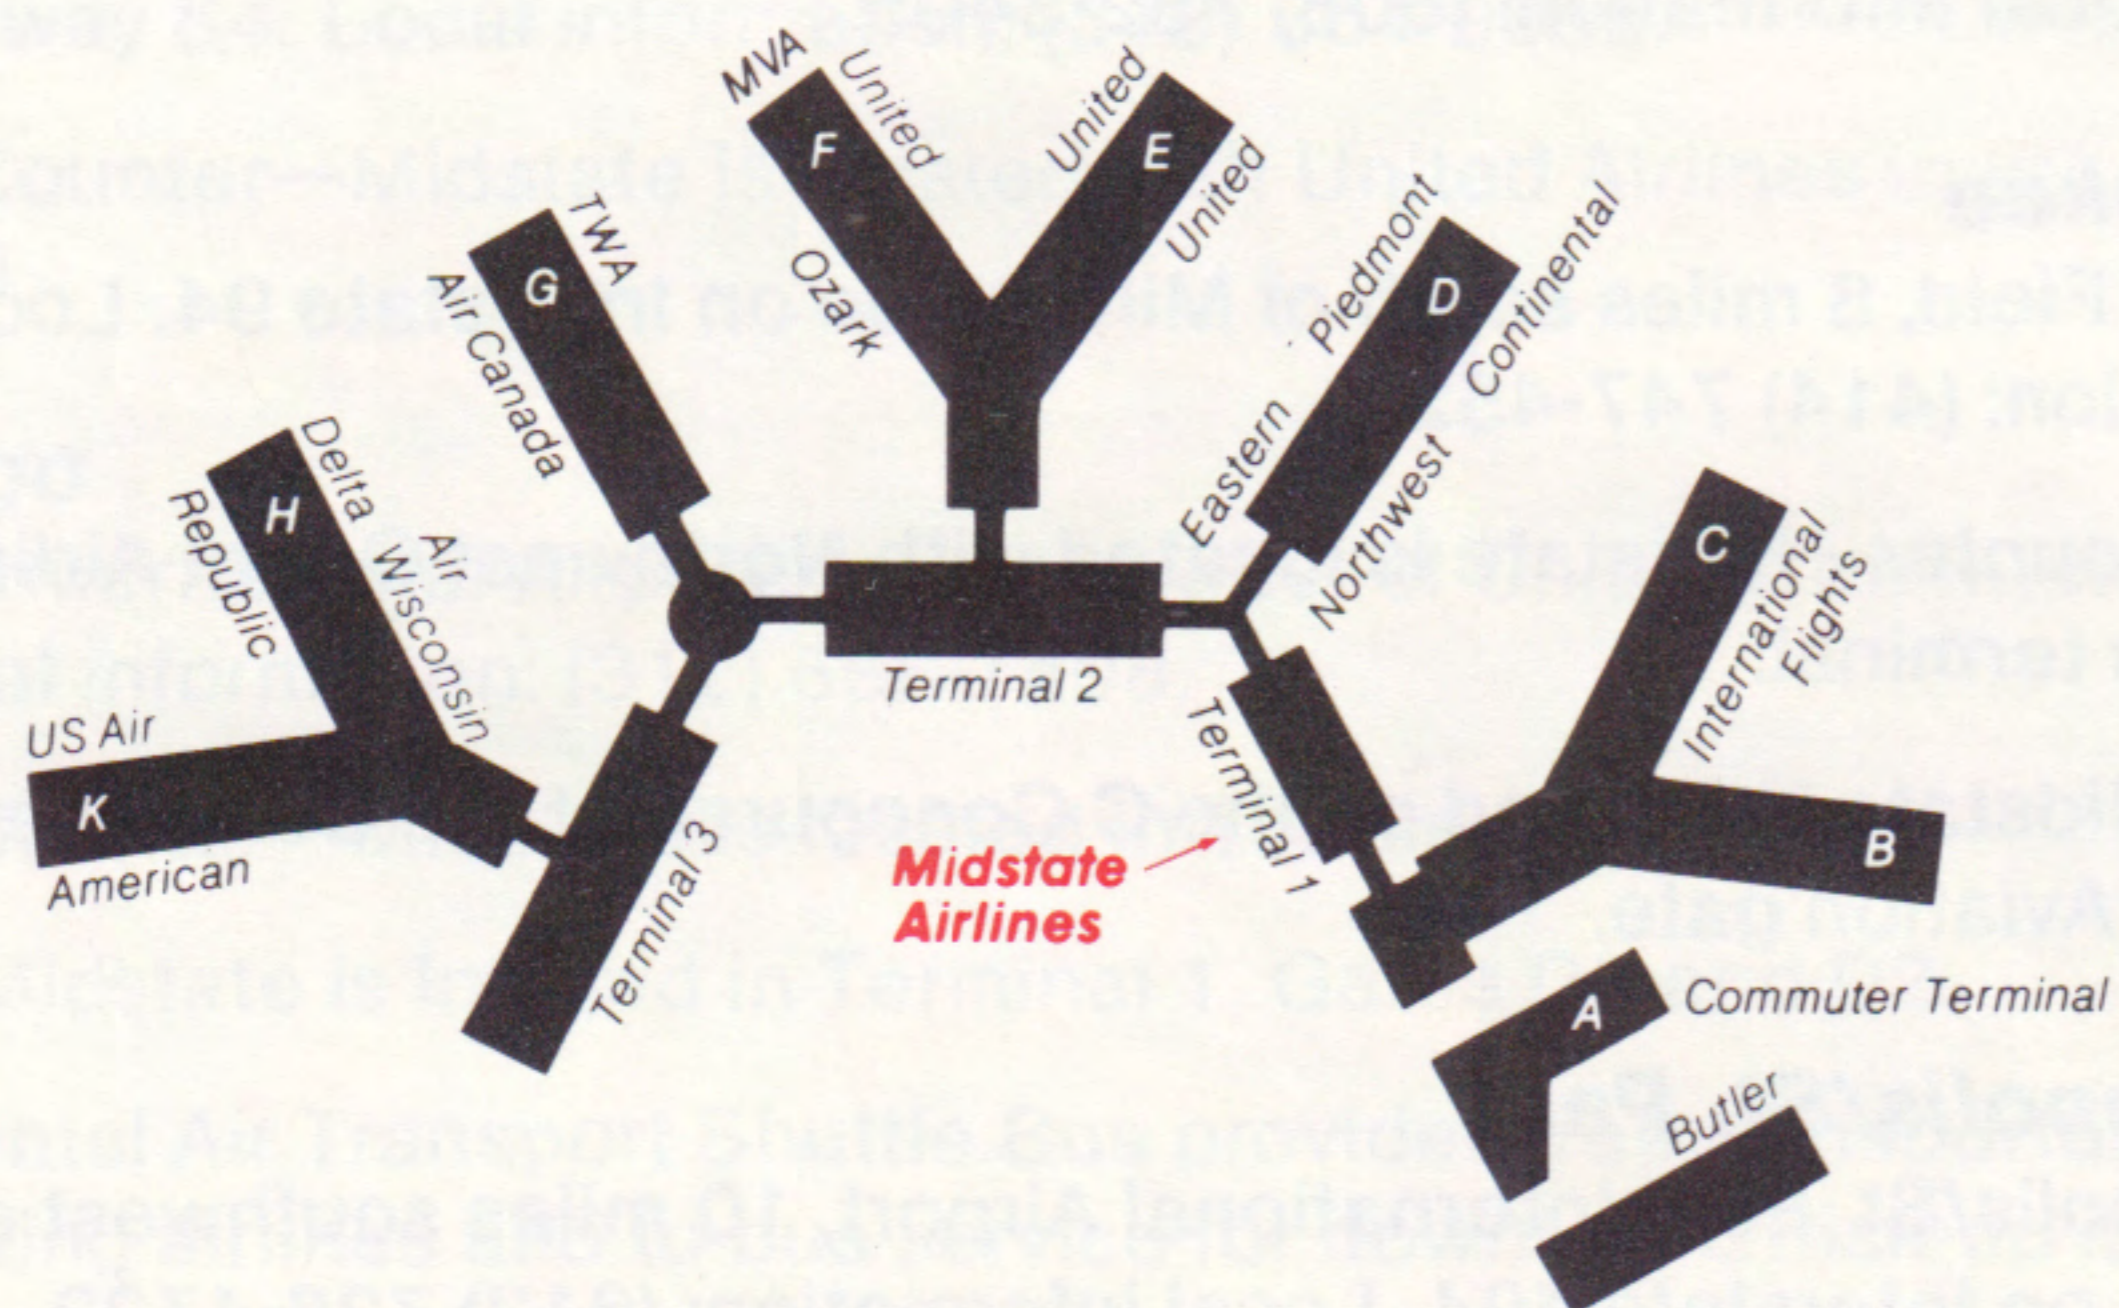 MVA
United
F
Ozark
United
E
United
TWA
G
Air Canada
Piedmont
D
Continental
Eastern
Northwest
Delta
H
Republic
Air
Wisconsin
US Air
K
American
Terminal 2
Terminal 3
Terminal 1
Midstate
Airlines
C
International
Flights
B
A
Commuter Terminal
Butler